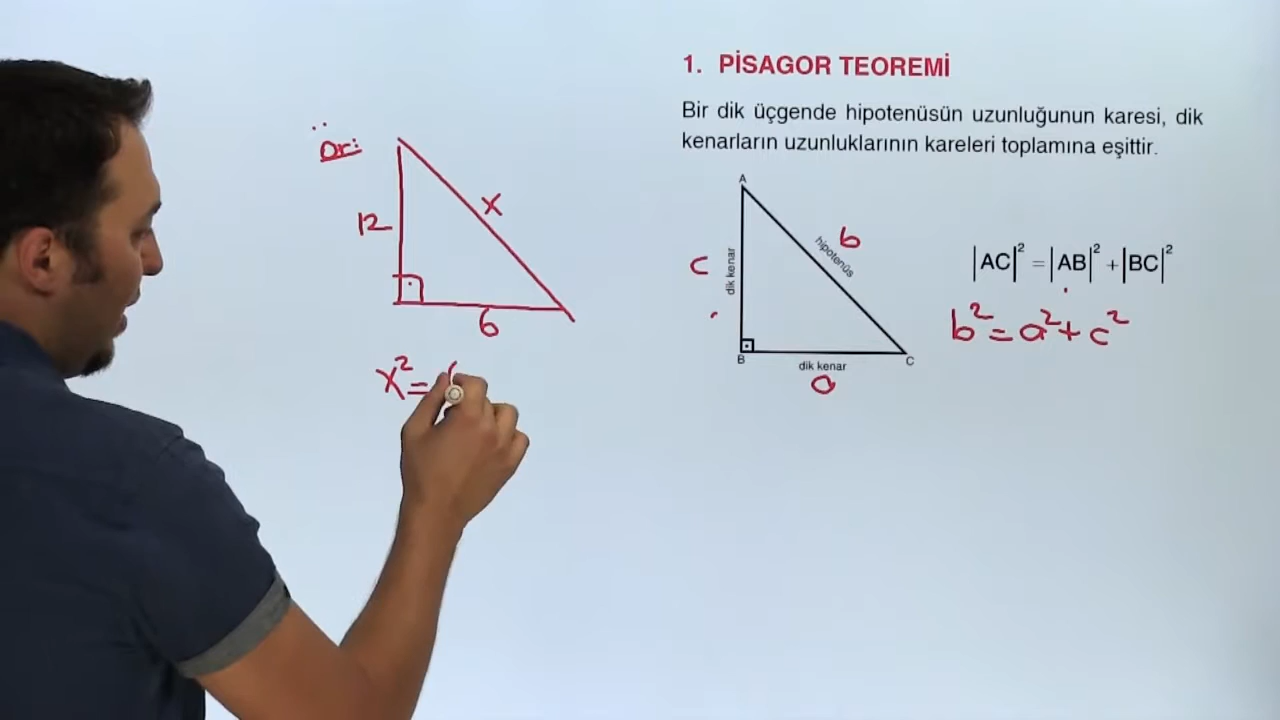 1. PİSAGOR TEOREMİ
Bir dik üçgende hipotenüsün uzunluğunun karesi, dik
kenarların uzunluklarının kareleri toplamına eşittir.
Ör:
12
x
6
x² =
A
c
dik kenar
hipotenüs
b
B
dik kenar
C
a
|AC|² = |AB|² + |BC|²
b² = a² + c²